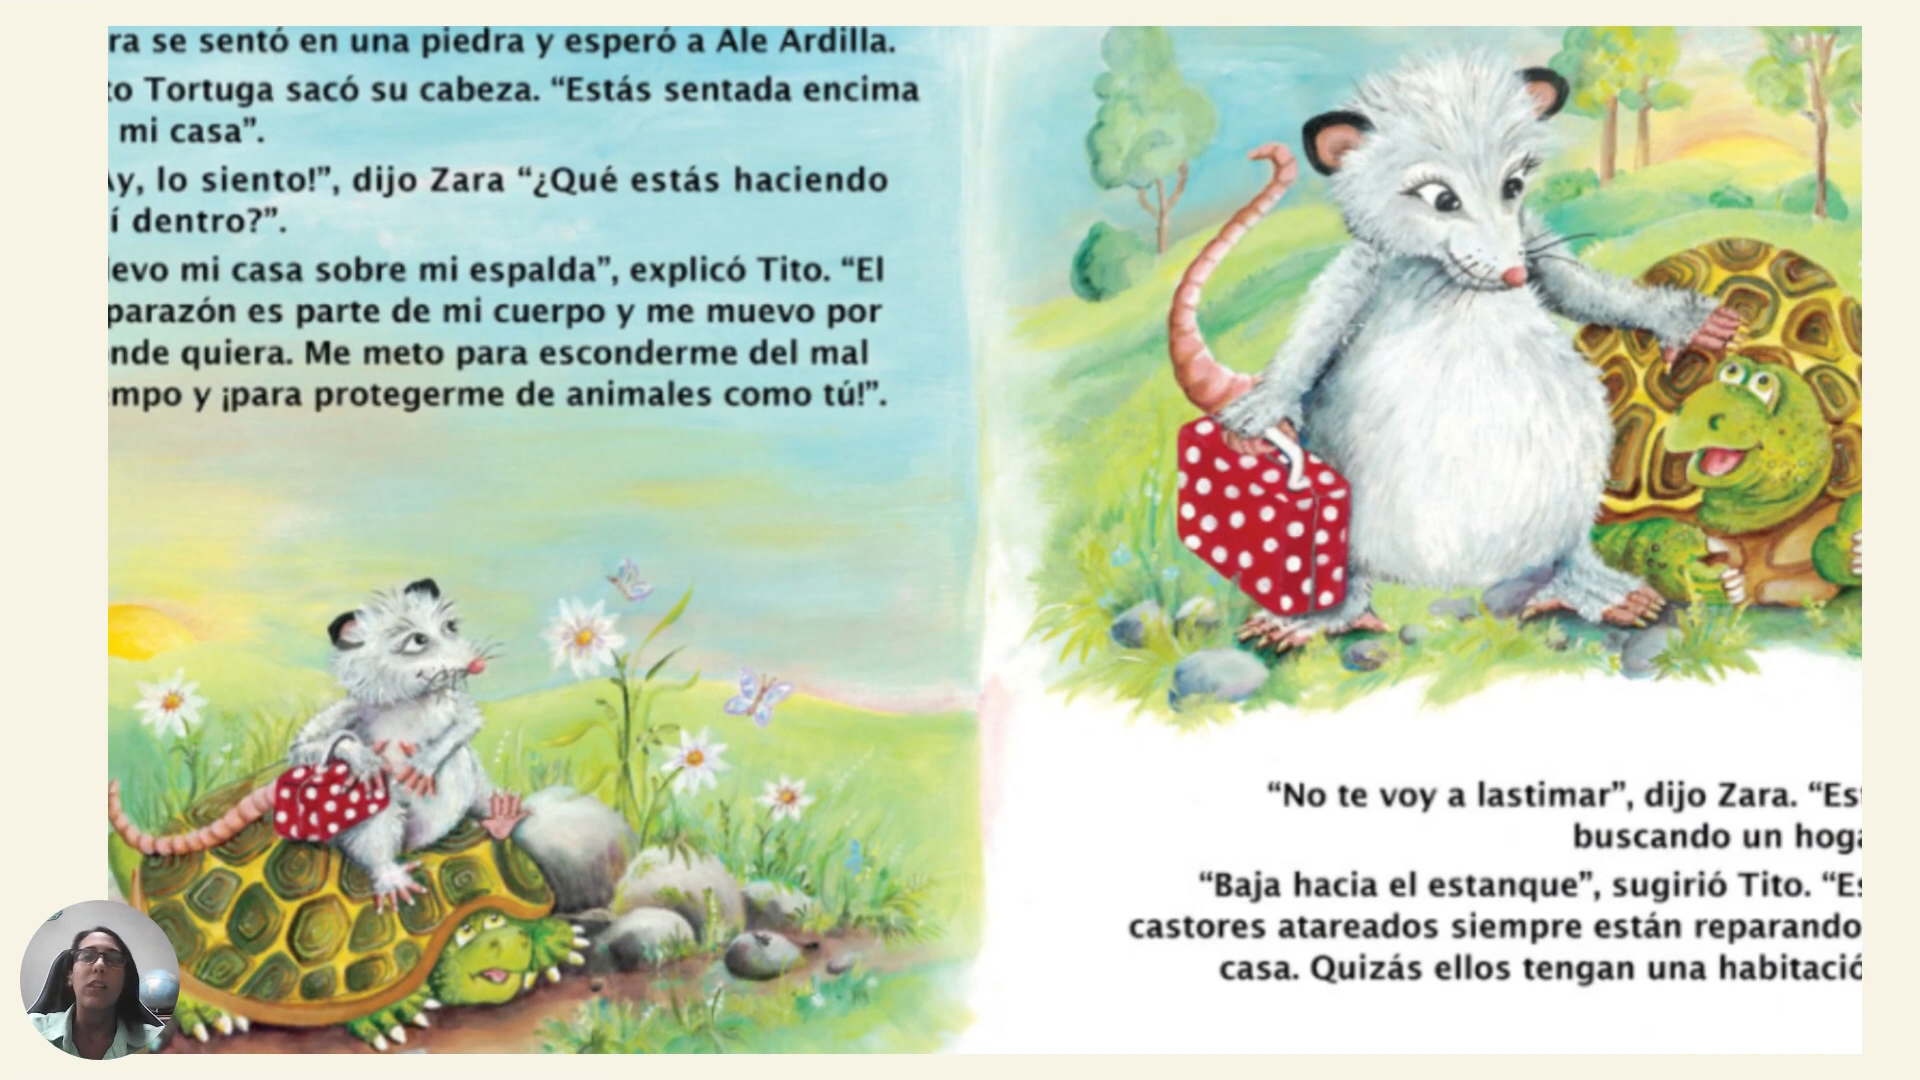 ra se sentó en una piedra y esperó a Ale Ardilla.
to Tortuga sacó su cabeza. “Estás sentada encima
mi casa”.
Ay, lo siento!”, dijo Zara “¿Qué estás haciendo
í dentro?”.
levo mi casa sobre mi espalda”, explicó Tito. “El
parazón es parte de mi cuerpo y me muevo por
nde quiera. Me meto para esconderme del mal
mpo y ¡para protegerme de animales como tú!”.
“No te voy a lastimar”, dijo Zara. “Es
buscando un hoga
“Baja hacia el estanque”, sugirió Tito. “Es
castores atareados siempre están reparando
casa. Quizás ellos tengan una habitació